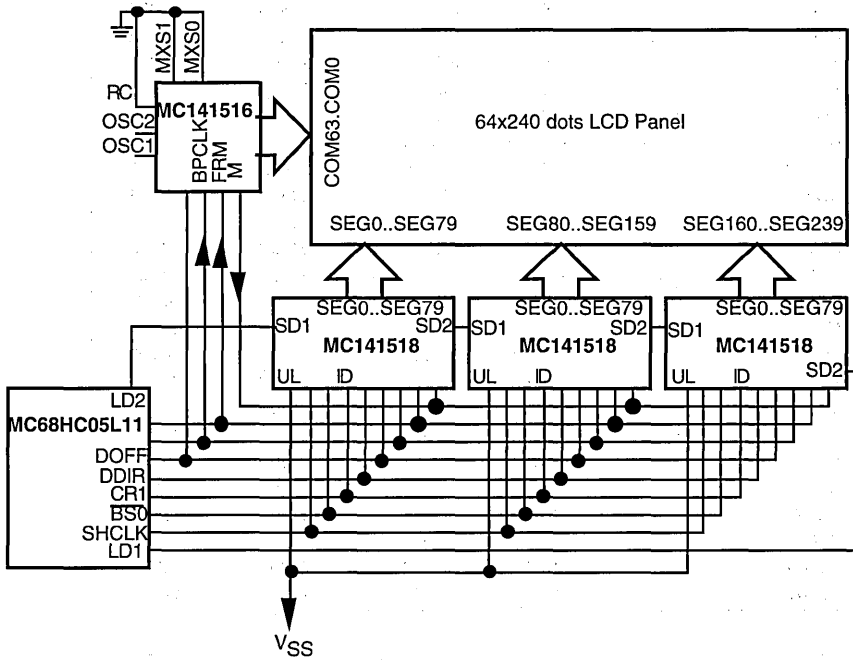 MXS1
MXS0
RC
MC141516
OSC2
OSC1
BPCLK
FRM
M
COM63.COM0
64x240 dots LCD Panel
SEG0..SEG79
SEG80..SEG159
SEG160..SEG239
SEG0..SEG79
SD1
SD2
MC141518
UL
ID
SEG0..SEG79
SD1
SD2
MC141518
UL
ID
SEG0..SEG79
SD1
MC141518
SD2
UL
ID
LD2
MC68HC05L11
DOFF
DDIR
CR1
BS0
SHCLK
LD1
VSS